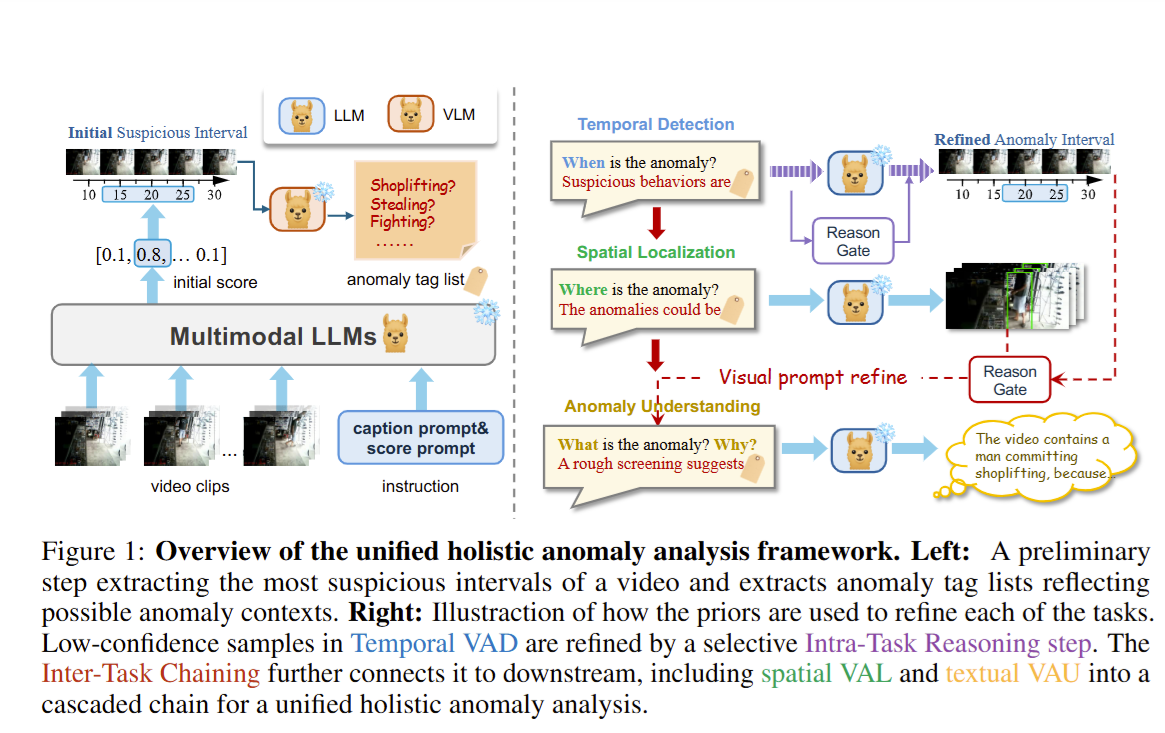 LLM
VLM
Initial Suspicious Interval
10 15 20 25 30
Shoplifting?
Stealing?
Fighting?
......
[0.1, 0.8, ... 0.1]
initial score
anomaly tag list
Multimodal LLMs
...
caption prompt&
score prompt
video clips
instruction
Temporal Detection
When is the anomaly?
Suspicious behaviors are
Reason
Gate
Refined Anomaly Interval
10 15 20 25 30
Spatial Localization
Where is the anomaly?
The anomalies could be
Visual prompt refine
Reason
Gate
Anomaly Understanding
What is the anomaly? Why?
A rough screening suggests
The video contains a
man committing
shoplifting, because...
Figure 1: Overview of the unified holistic anomaly analysis framework. Left: A preliminary
step extracting the most suspicious intervals of a video and extracts anomaly tag lists reflecting
possible anomaly contexts. Right: Illustraction of how the priors are used to refine each of the tasks.
Low-confidence samples in Temporal VAD are refined by a selective Intra-Task Reasoning step. The
Inter-Task Chaining further connects it to downstream, including spatial VAL and textual VAU into a
cascaded chain for a unified holistic anomaly analysis.